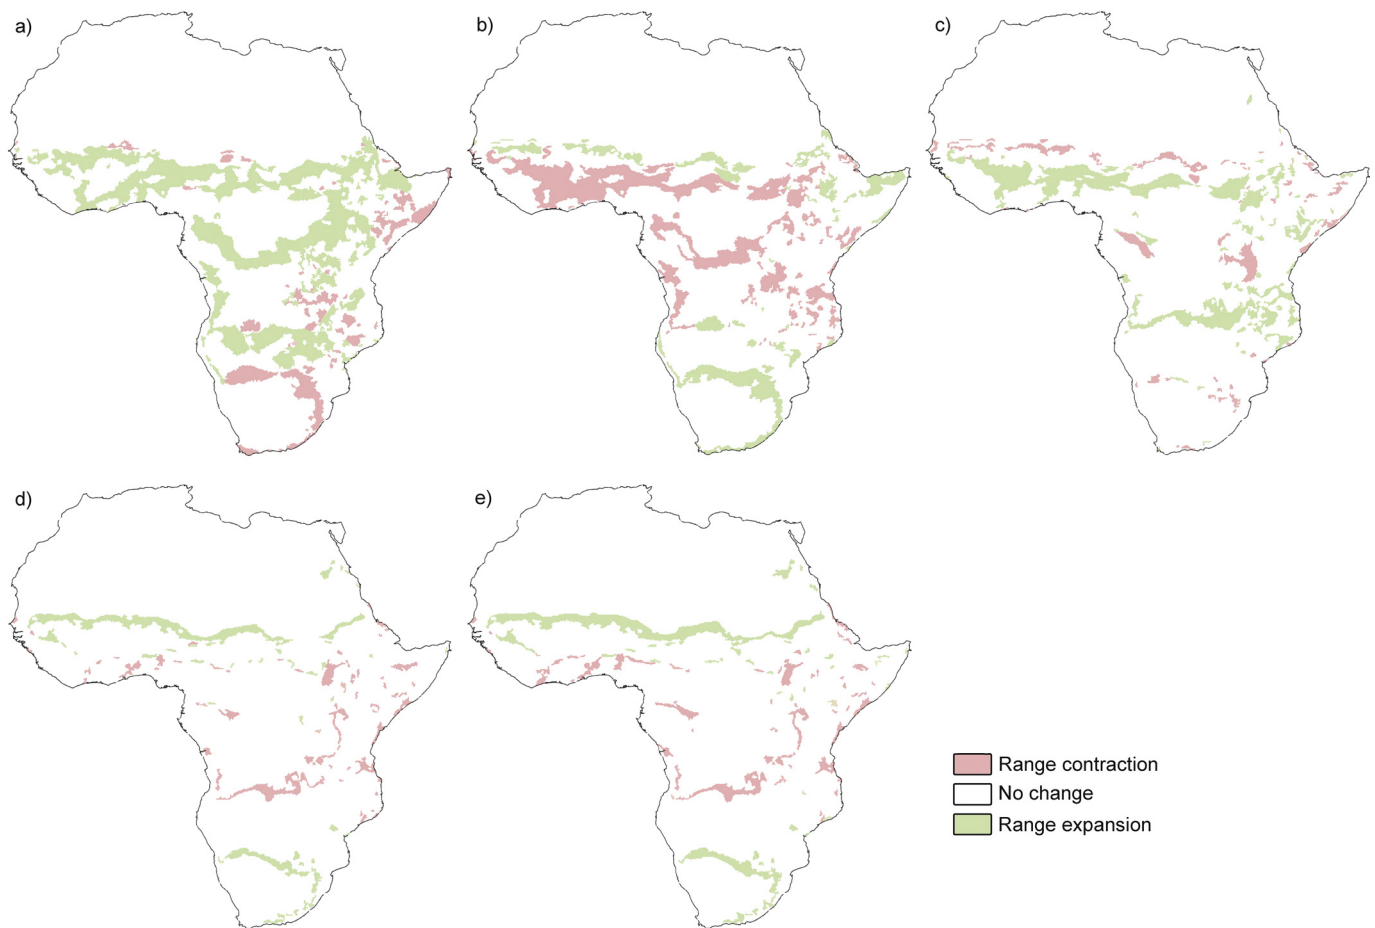 a)
b)
c)
d)
e)
Range contraction
No change
Range expansion